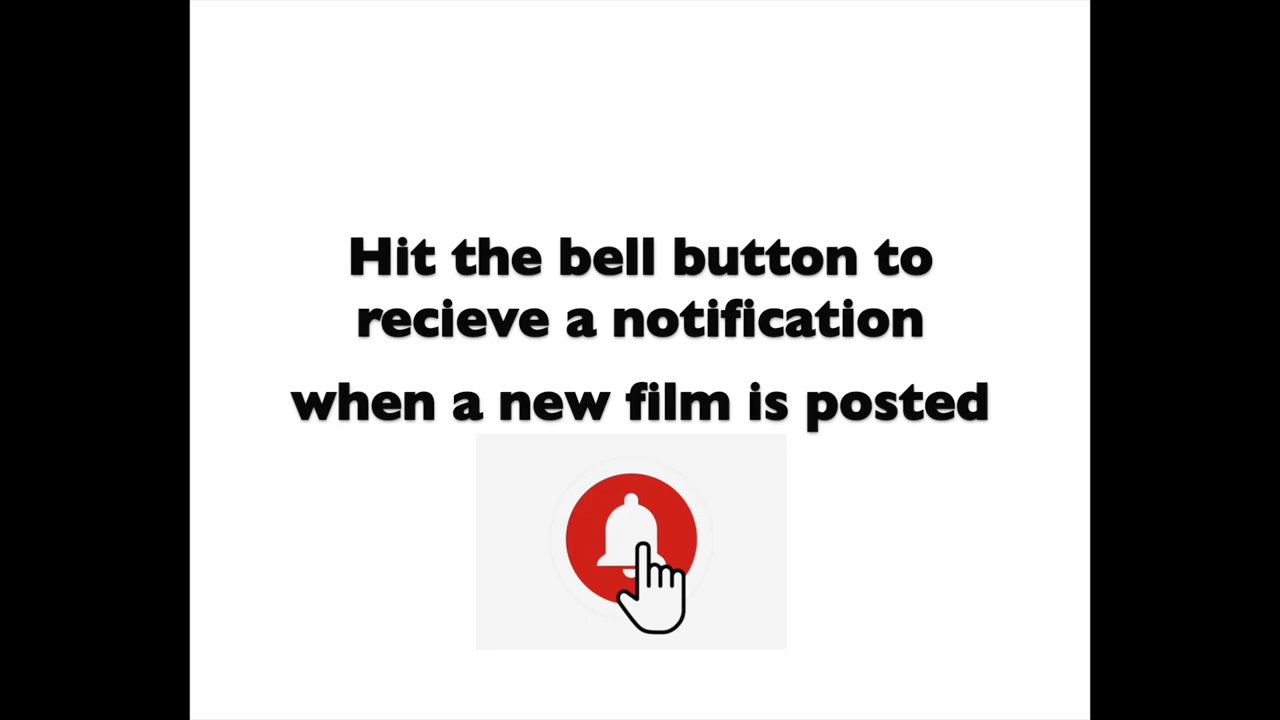 Hit the bell button to
recieve a notification
when a new film is posted